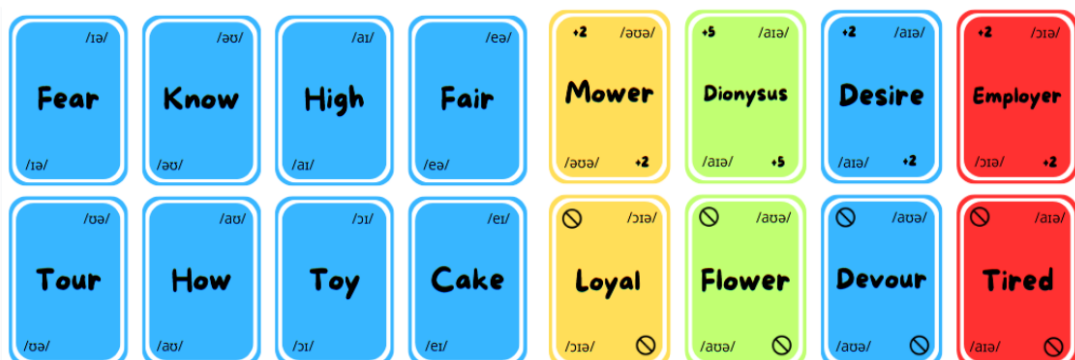 /ɪə/
Fear
/ɪə/
/əʊ/
Know
/əʊ/
/aɪ/
High
/aɪ/
/eə/
Fair
/eə/
+2 /əʊə/
Mower
/əʊə/ +2
+5 /aɪə/
Dionysus
/aɪə/ +5
+2 /aɪə/
Desire
/aɪə/ +2
+2 /ɔɪə/
Employer
/ɔɪə/ +2
/ʊə/
Tour
/ʊə/
/aʊ/
How
/aʊ/
/ɔɪ/
Toy
/ɔɪ/
/eɪ/
Cake
/eɪ/
/ɔɪə/
Loyal
/ɔɪə/
/aʊə/
Flower
/aʊə/
/aʊə/
Devour
/aʊə/
/aɪə/
Tired
/aɪə/